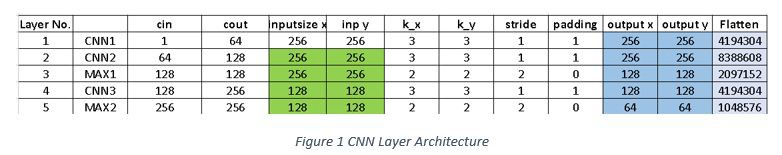 Layer No. cin cout inputsize x inp y k_x k_y stride padding output x output y Flatten
1 CNN1 1 64 256 256 3 3 1 1 256 256 4194304
2 CNN2 64 128 256 256 3 3 1 1 256 256 8388608
3 MAX1 128 128 256 256 2 2 2 0 128 128 2097152
4 CNN3 128 256 128 128 3 3 1 1 128 128 4194304
5 MAX2 256 256 128 128 2 2 2 0 64 64 1048576
Figure 1 CNN Layer Architecture